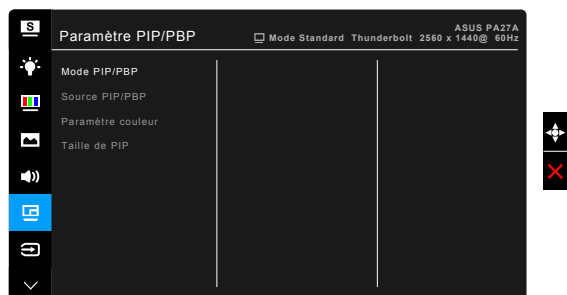 S
ASUS PA27A
Paramètre PIP/PBP
Mode Standard Thunderbolt 2560 x 1440@ 60Hz
Mode PIP/PBP
Source PIP/PBP
Paramètre couleur
Taille de PIP